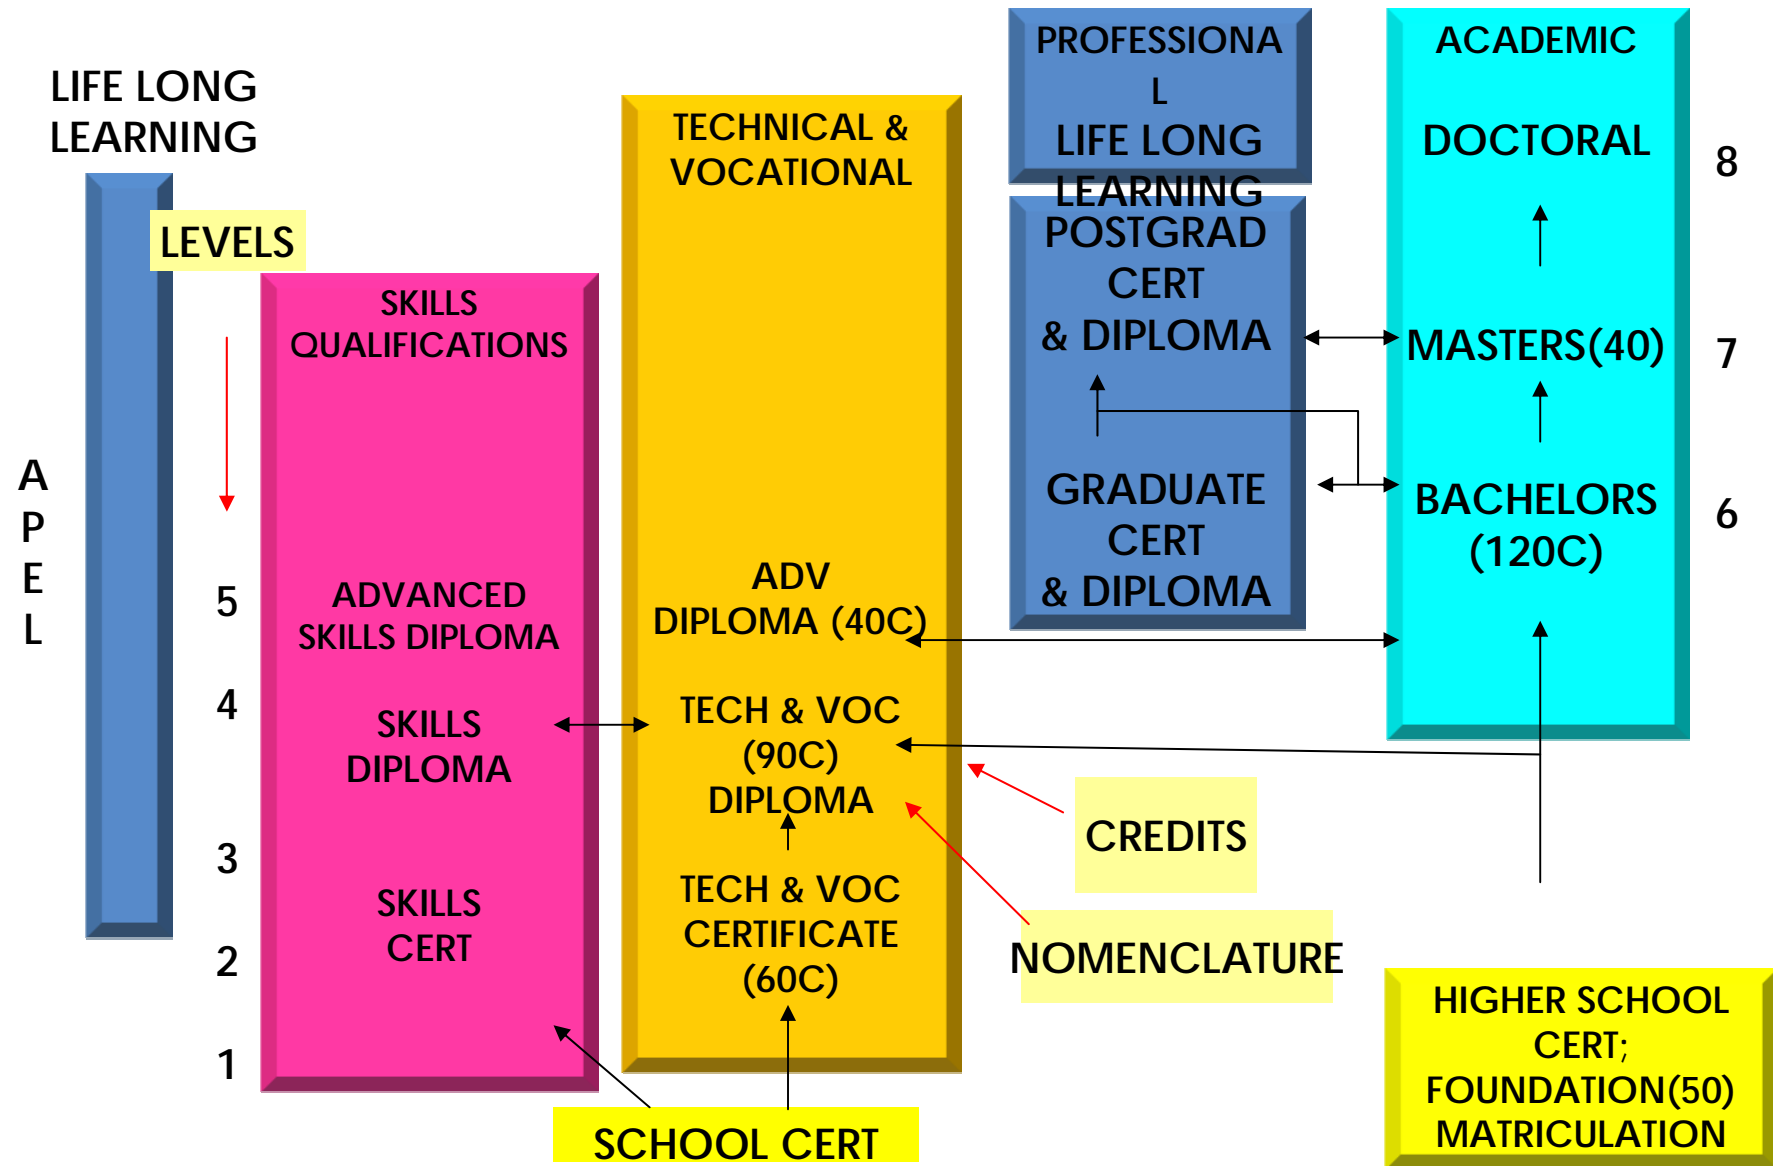 LIFE LONG
LEARNING
A
P
E
L
LEVELS
5
4
3
2
1
SKILLS
QUALIFICATIONS
ADVANCED
SKILLS DIPLOMA
SKILLS
DIPLOMA
SKILLS
CERT
TECHNICAL &
VOCATIONAL
ADV
DIPLOMA (40C)
TECH & VOC
(90C)
DIPLOMA
TECH & VOC
CERTIFICATE
(60C)
SCHOOL CERT
PROFESSIONA
L
LIFE LONG
LEARNING
POSTGRAD
CERT
& DIPLOMA
GRADUATE
CERT
& DIPLOMA
CREDITS
NOMENCLATURE
ACADEMIC
DOCTORAL
MASTERS(40)
BACHELORS
(120C)
8
7
6
HIGHER SCHOOL
CERT;
FOUNDATION(50)
MATRICULATION